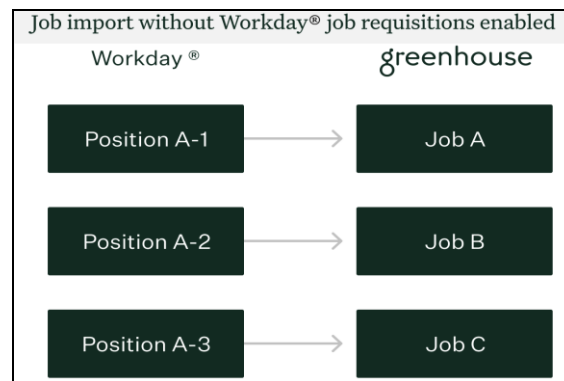 Job import without Workday® job requisitions enabled
Workday ® greenhouse
Position A-1 Job A
Position A-2 Job B
Position A-3 Job C